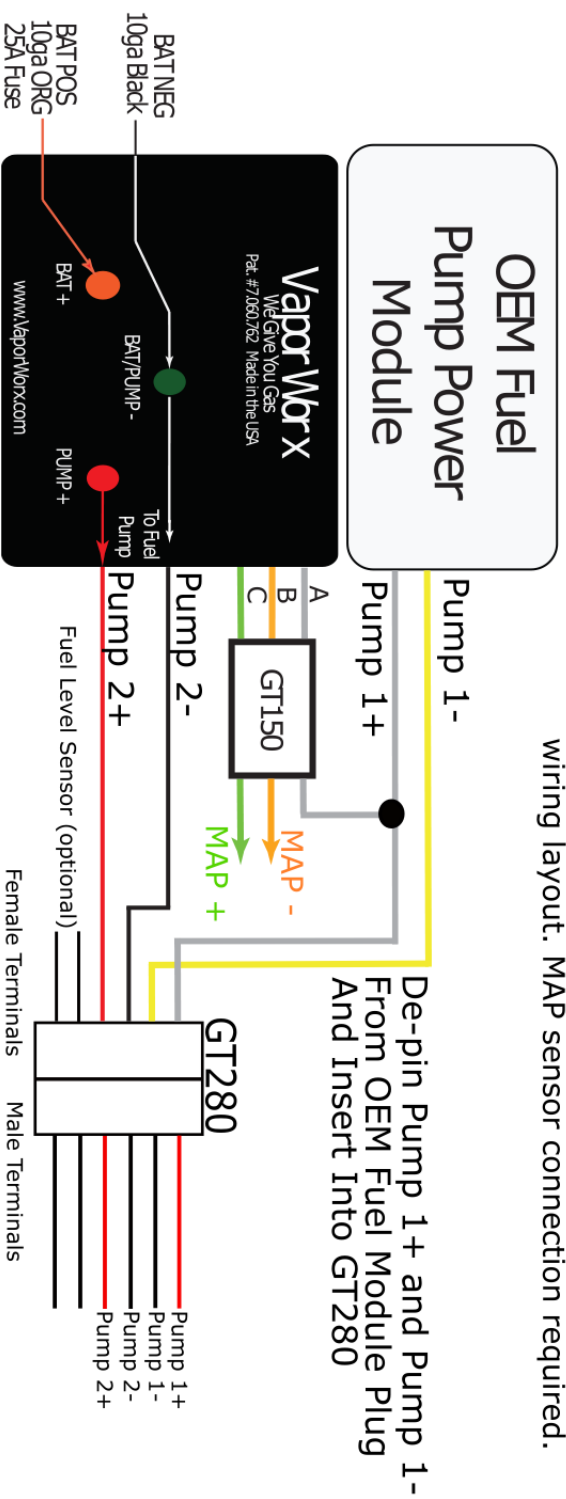 wiring layout. MAP sensor connection required.
OEM Fuel
Pump Power
Module
Pump 1-
Pump 1+
De-pin Pump 1+ and Pump 1-
From OEM Fuel Module Plug
And Insert Into GT280
Vapor Worx
We Give You Gas
Pat. #7.060.762 Made in the USA
BAT NEG
10ga Black
BAT POS
10ga ORG
25A Fuse
BAT/PUMP -
BAT +
PUMP +
To Fuel
Pump
www.VaporWorx.com
A
B
C
GT150
MAP -
MAP +
Pump 2-
Pump 2+
Fuel Level Sensor (optional)
GT280
Female Terminals
Male Terminals
Pump 1+
Pump 1-
Pump 2-
Pump 2+